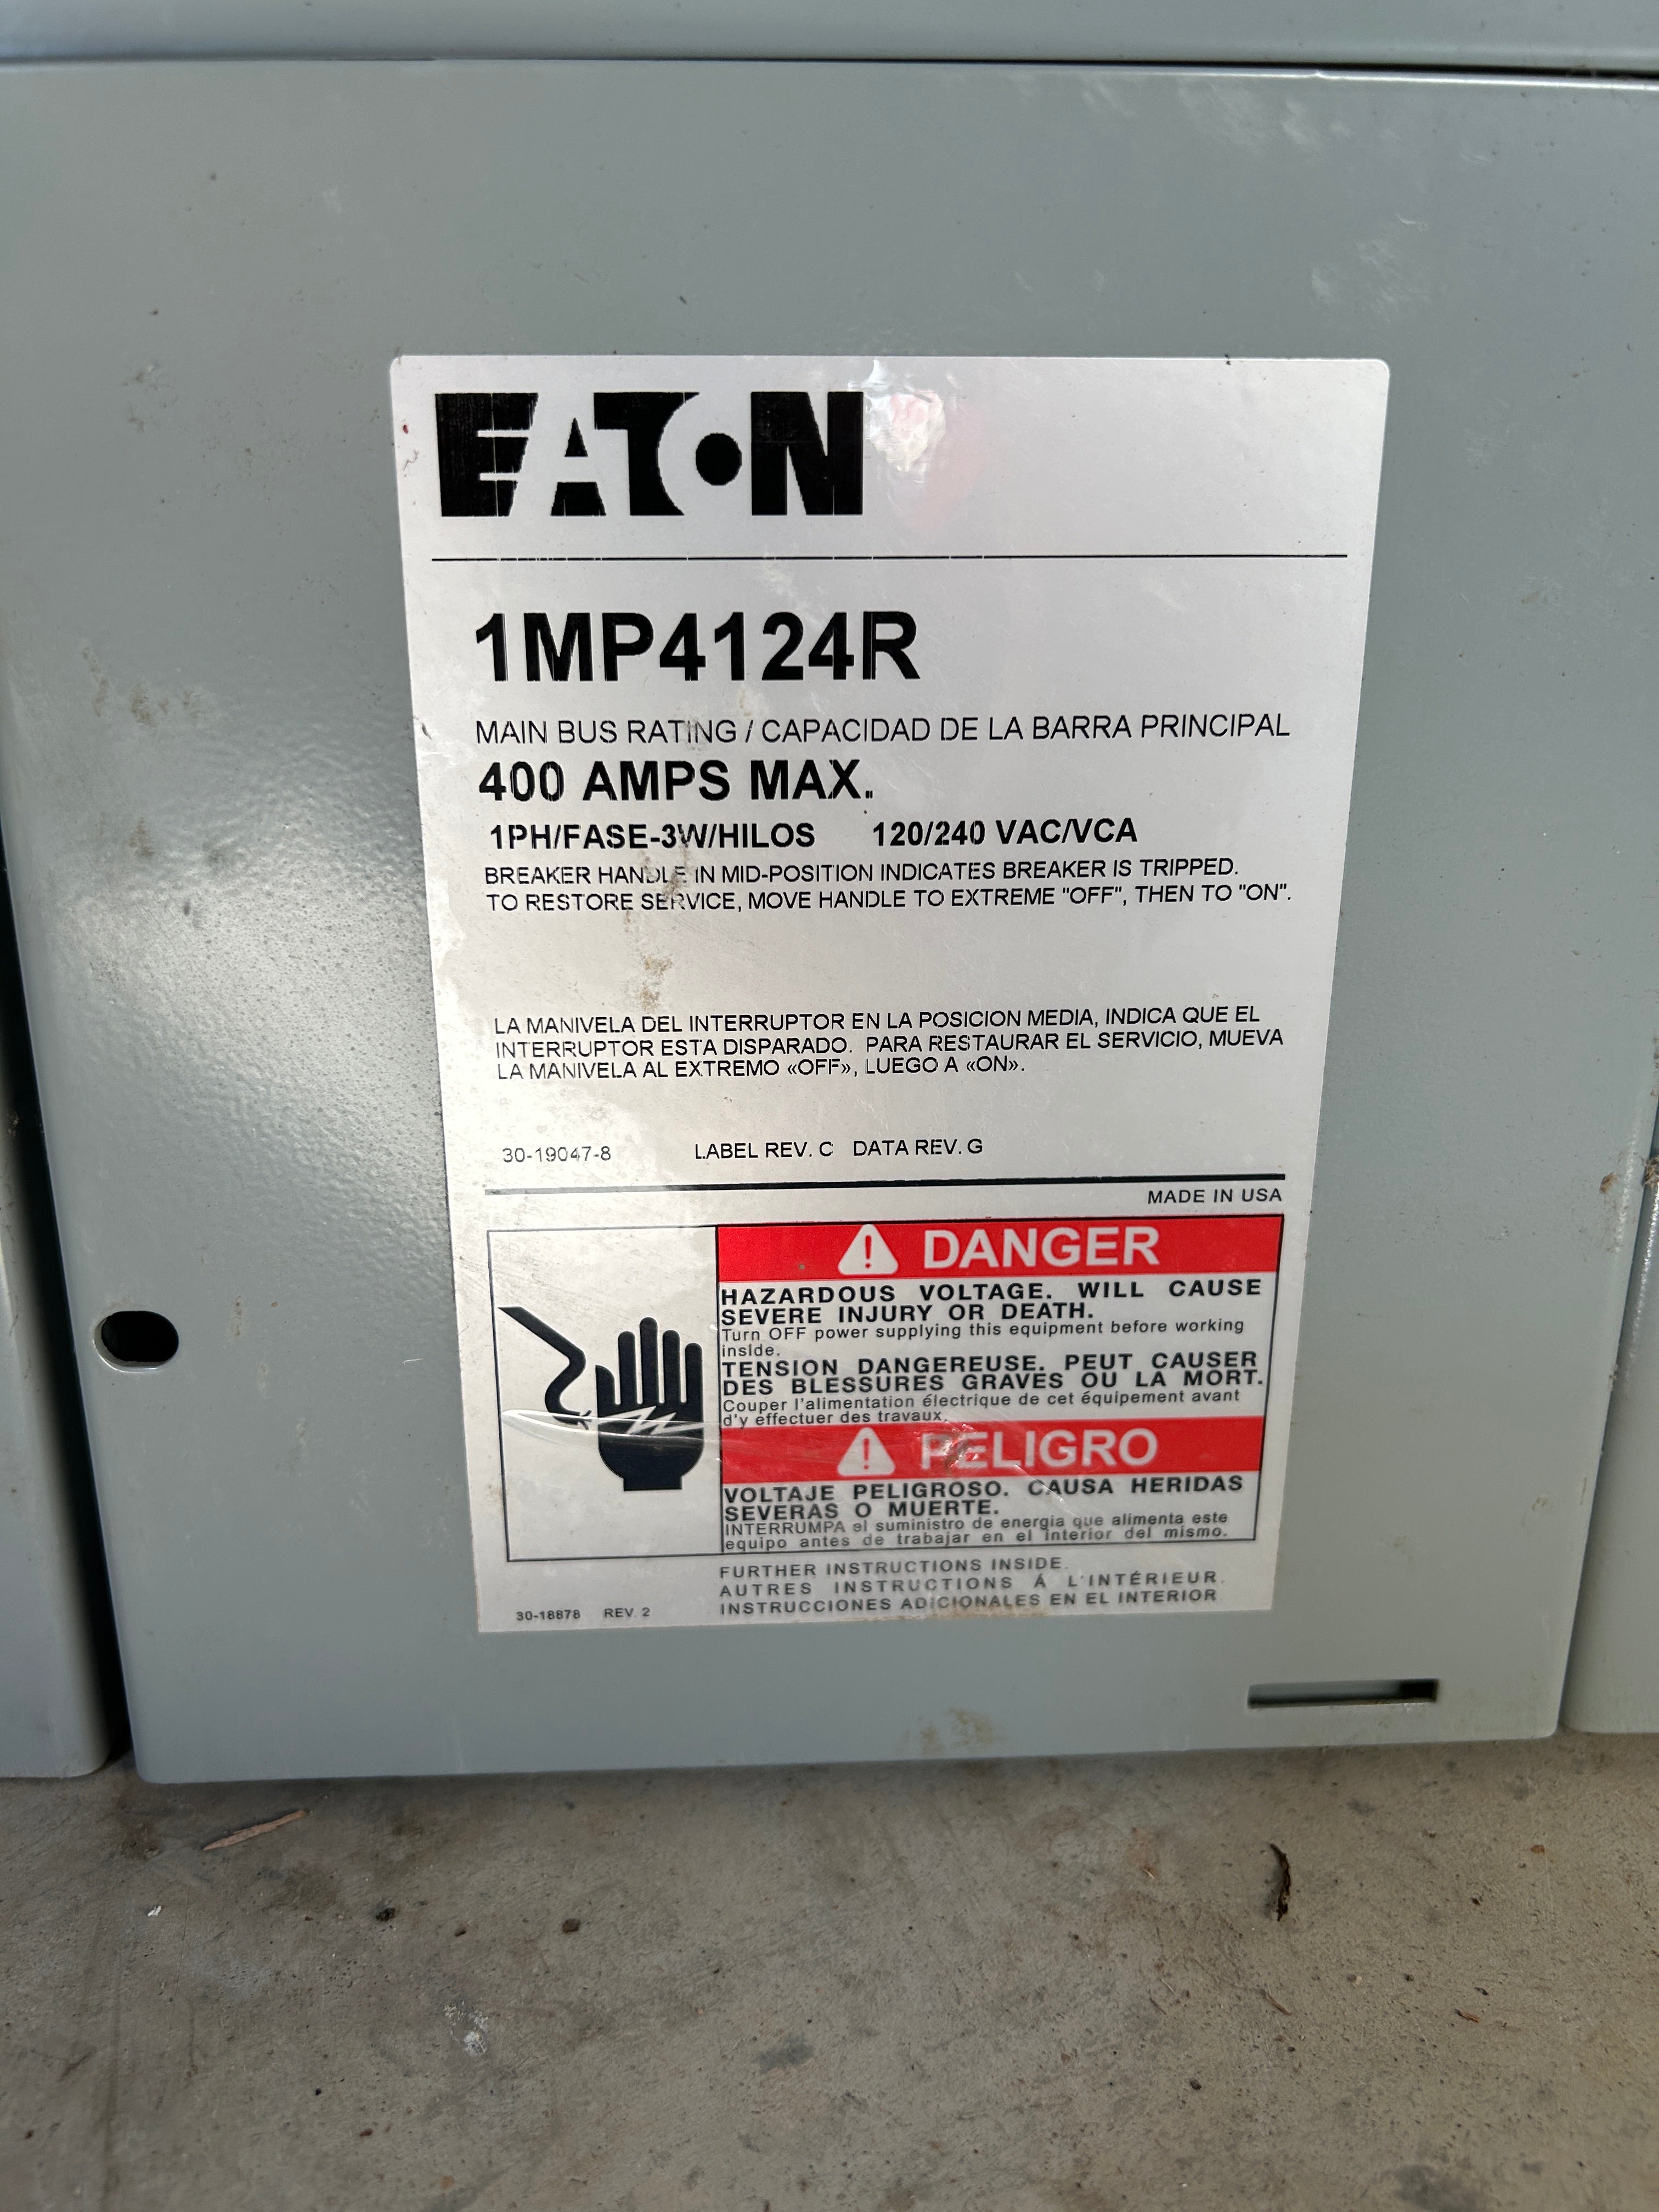 EATON
1MP4124R
MAIN BUS RATING / CAPACIDAD DE LA BARRA PRINCIPAL
400 AMPS MAX.
1PH/FASE-3W/HILOS 120/240 VAC/VCA
BREAKER HANDLE IN MID-POSITION INDICATES BREAKER IS TRIPPED.
TO RESTORE SERVICE, MOVE HANDLE TO EXTREME "OFF", THEN TO "ON".
LA MANIVELA DEL INTERRUPTOR EN LA POSICION MEDIA, INDICA QUE EL
INTERRUPTOR ESTA DISPARADO. PARA RESTAURAR EL SERVICIO, MUEVA
LA MANIVELA AL EXTREMO «OFF», LUEGO A «ON».
30-19047-8 LABEL REV. C DATA REV. G
MADE IN USA
DANGER
HAZARDOUS VOLTAGE. WILL CAUSE
SEVERE INJURY OR DEATH.
Turn OFF power supplying this equipment before working
inside.
TENSION DANGEREUSE. PEUT CAUSER
DES BLESSURES GRAVES OU LA MORT.
Couper l'alimentation électrique de cet équipement avant
d'y effectuer des travaux.
PELIGRO
VOLTAJE PELIGROSO. CAUSA HERIDAS
SEVERAS O MUERTE.
INTERRUMPA el suministro de energia que alimenta este
equipo antes de trabajar en el interior del mismo.
FURTHER INSTRUCTIONS INSIDE.
AUTRES INSTRUCTIONS Á L'INTÉRIEUR.
INSTRUCCIONES ADICIONALES EN EL INTERIOR
30-18878 REV. 2